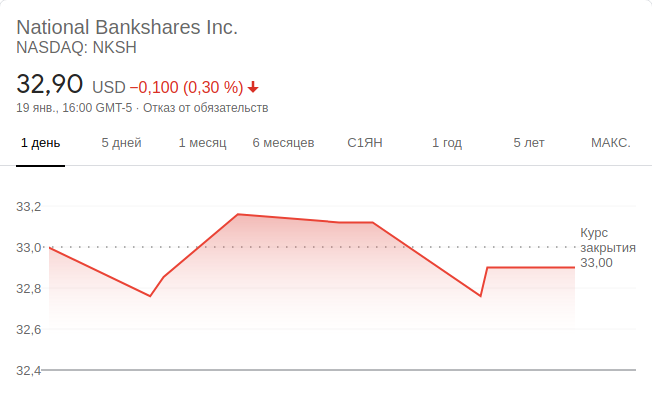 National Bankshares Inc.
NASDAQ: NKSH
32,90 USD −0,100 (0,30 %)
19 янв., 16:00 GMT-5 · Отказ от обязательств
1 день 5 дней 1 месяц 6 месяцев С1ЯН 1 год 5 лет МАКС.
33,2
33,0
32,8
32,6
32,4
Курс
закрытия
33,00